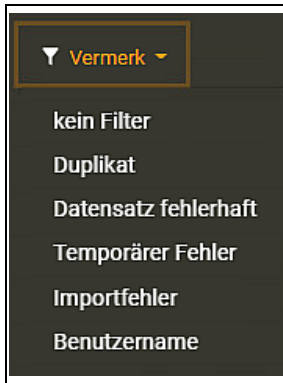 Vermerk
kein Filter
Duplikat
Datensatz fehlerhaft
Temporärer Fehler
Importfehler
Benutzername